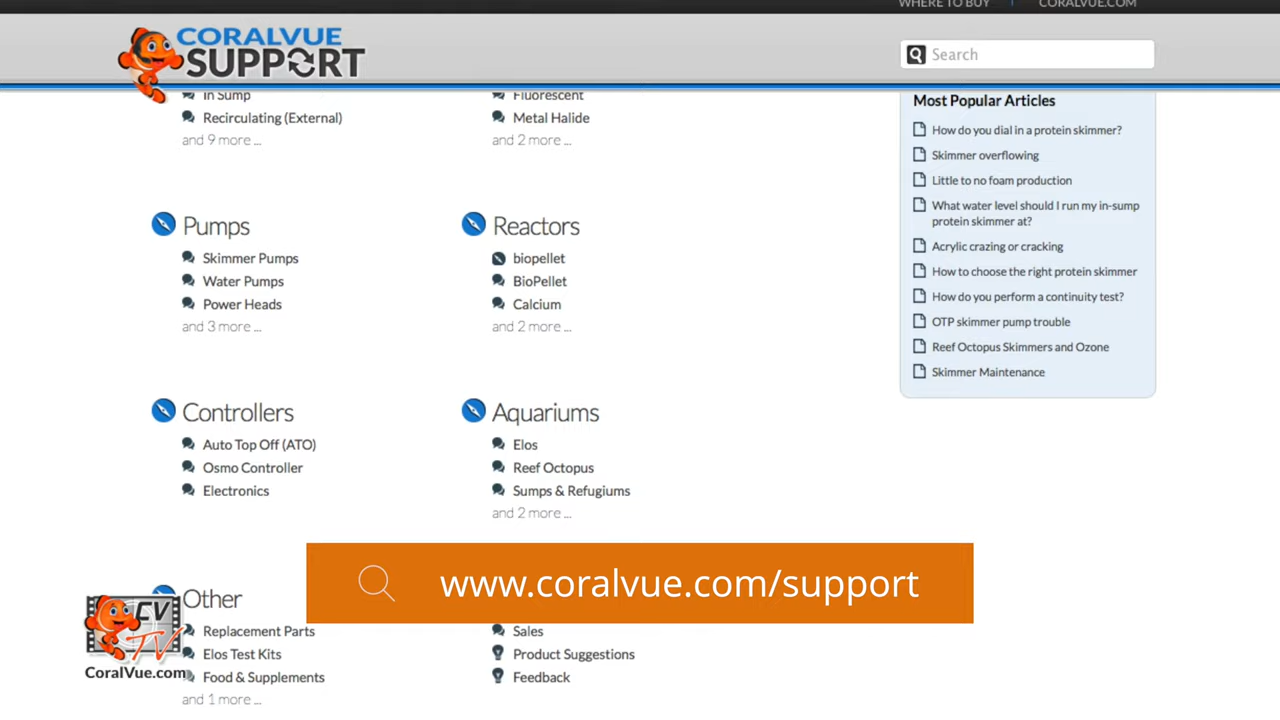 WHERE TO BUY
CORALVUE.COM
CORALVUE
SUPPORT
Search
In Sump
Recirculating (External)
and 9 more ...
Fluorescent
Metal Halide
and 2 more ...
Most Popular Articles
How do you dial in a protein skimmer?
Skimmer overflowing
Little to no foam production
What water level should I run my in-sump
protein skimmer at?
Acrylic crazing or cracking
How to choose the right protein skimmer
How do you perform a continuity test?
OTP skimmer pump trouble
Reef Octopus Skimmers and Ozone
Skimmer Maintenance
Pumps
Skimmer Pumps
Water Pumps
Power Heads
and 3 more ...
Reactors
biopellet
BioPellet
Calcium
and 2 more ...
Controllers
Auto Top Off (ATO)
Osmo Controller
Electronics
Aquariums
Elos
Reef Octopus
Sumps & Refugiums
and 2 more ...
www.coralvue.com/support
Other
Replacement Parts
Elos Test Kits
Food & Supplements
and 1 more ...
Sales
Product Suggestions
Feedback
CV
TV
CoralVue.com